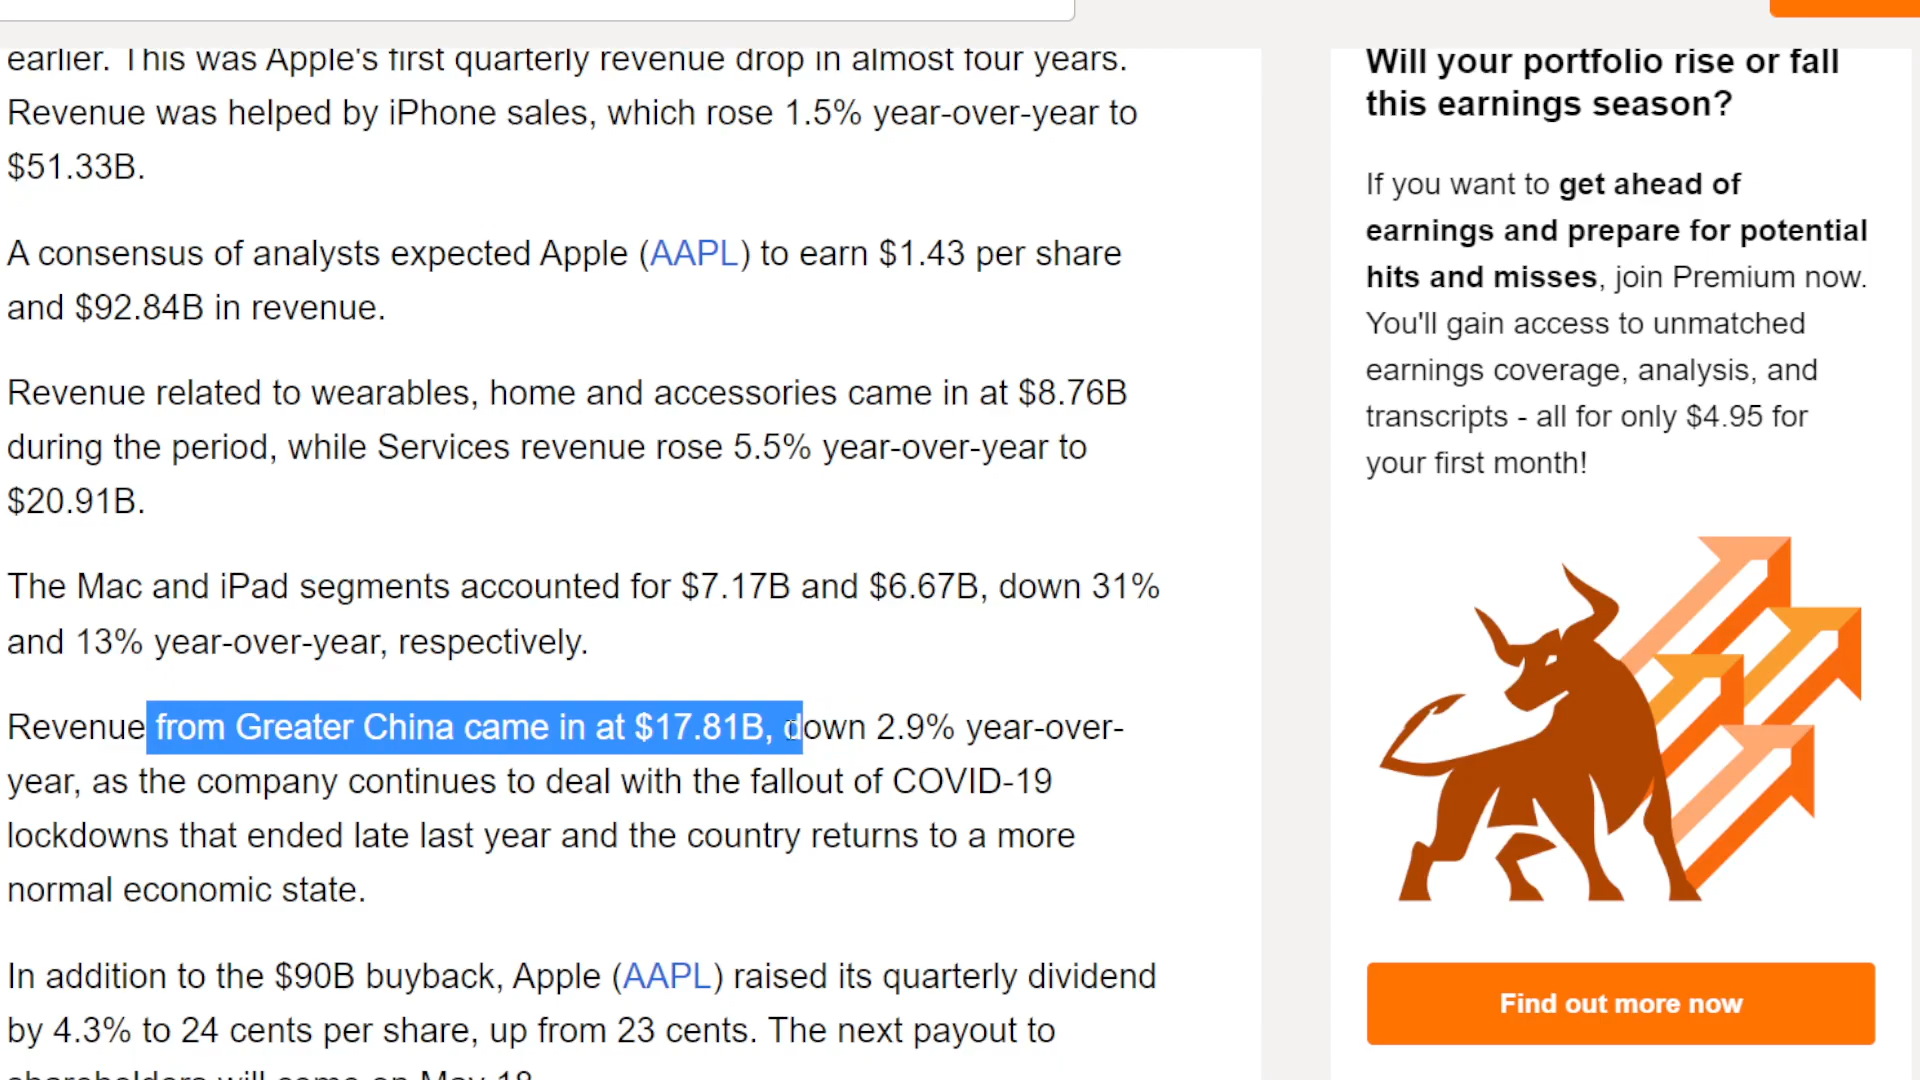 earlier. This was Apple's first quarterly revenue drop in almost four years.
Revenue was helped by iPhone sales, which rose 1.5% year-over-year to
$51.33B.
A consensus of analysts expected Apple (AAPL) to earn $1.43 per share
and $92.84B in revenue.
Revenue related to wearables, home and accessories came in at $8.76B
during the period, while Services revenue rose 5.5% year-over-year to
$20.91B.
The Mac and iPad segments accounted for $7.17B and $6.67B, down 31%
and 13% year-over-year, respectively.
Revenue from Greater China came in at $17.81B, down 2.9% year-over-
year, as the company continues to deal with the fallout of COVID-19
lockdowns that ended late last year and the country returns to a more
normal economic state.
In addition to the $90B buyback, Apple (AAPL) raised its quarterly dividend
by 4.3% to 24 cents per share, up from 23 cents. The next payout to
shareholders will come on May 18.
Will your portfolio rise or fall
this earnings season?
If you want to get ahead of
earnings and prepare for potential
hits and misses, join Premium now.
You'll gain access to unmatched
earnings coverage, analysis, and
transcripts - all for only $4.95 for
your first month!
Find out more now